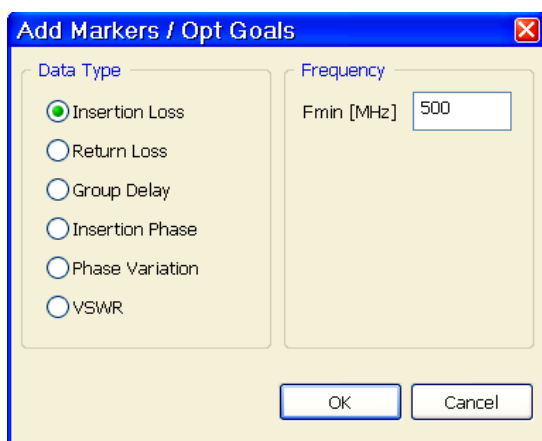 Add Markers / Opt Goals
Data Type
Insertion Loss
Return Loss
Group Delay
Insertion Phase
Phase Variation
VSWR
Frequency
Fmin [MHz] 500
OK Cancel